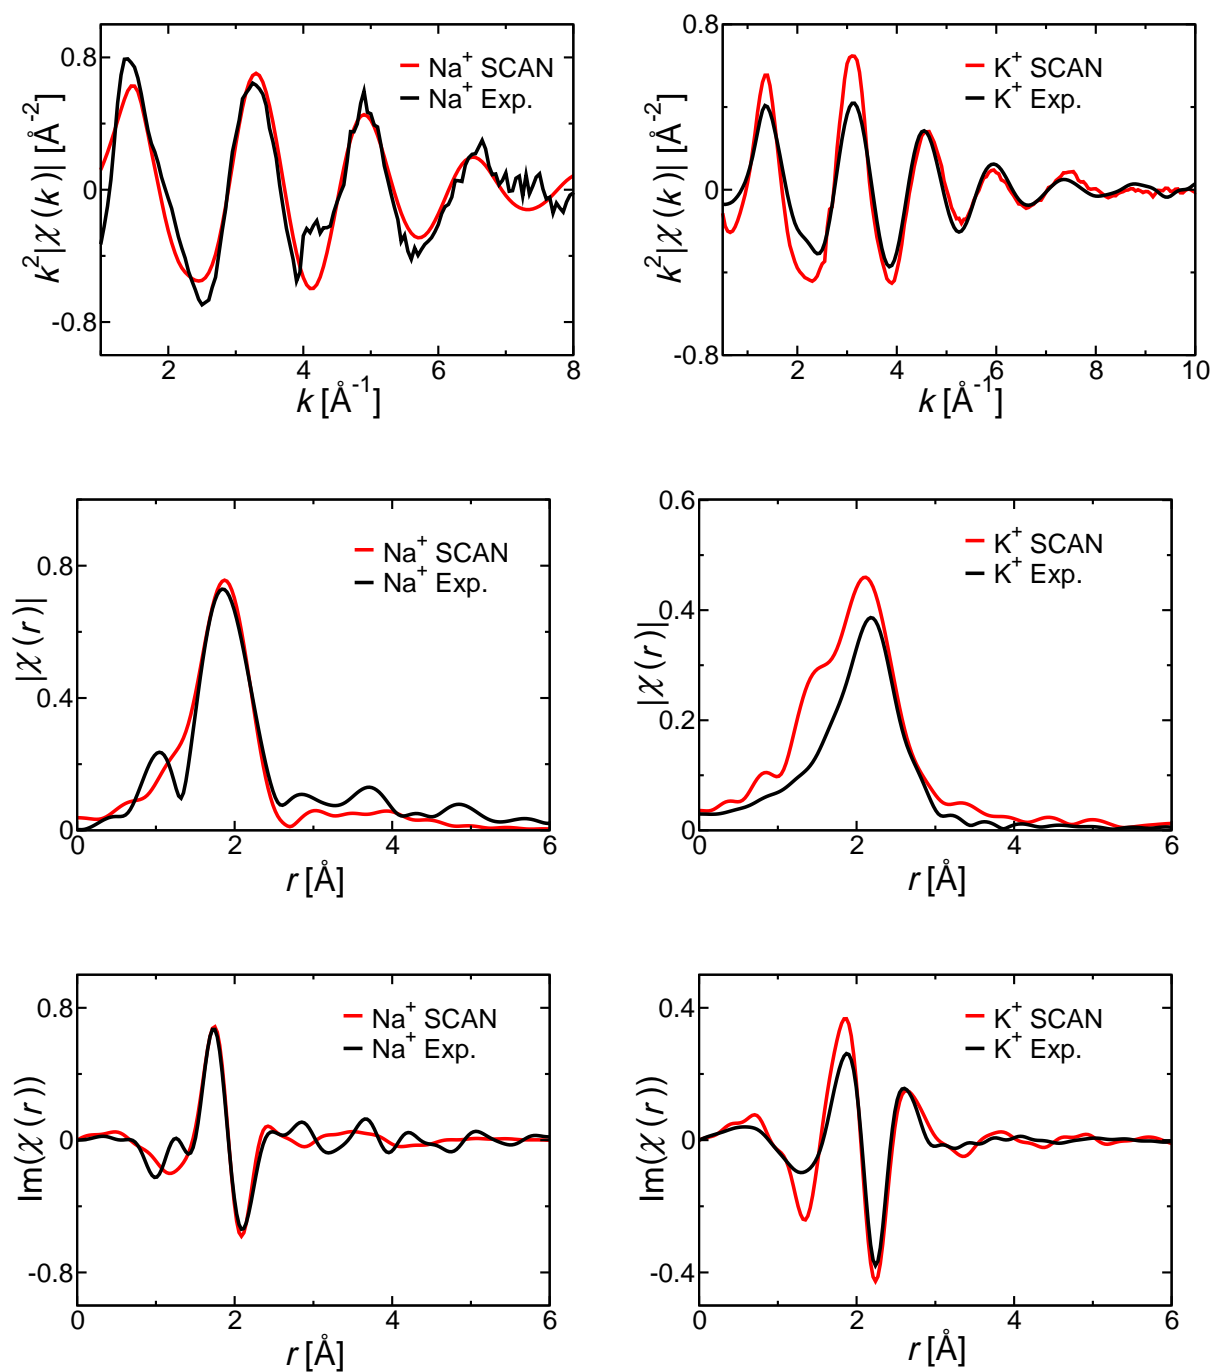 0.8
0
-0.8
k²|χ(k)| [Å⁻²]
Na⁺ SCAN
Na⁺ Exp.
2 4 6 8
k [Å⁻¹]
0.8
0
-0.8
k²|χ(k)| [Å⁻²]
K⁺ SCAN
K⁺ Exp.
2 4 6 8 10
k [Å⁻¹]
0.8
0.4
0
|χ(r)|
Na⁺ SCAN
Na⁺ Exp.
0 2 4 6
r [Å]
0.6
0.4
0.2
0
|χ(r)|
K⁺ SCAN
K⁺ Exp.
0 2 4 6
r [Å]
0.8
0
-0.8
Im(χ(r))
Na⁺ SCAN
Na⁺ Exp.
0 2 4 6
r [Å]
0.4
0
-0.4
Im(χ(r))
K⁺ SCAN
K⁺ Exp.
0 2 4 6
r [Å]